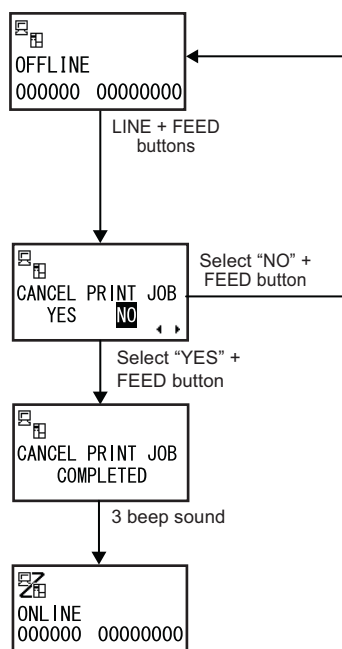 OFFLINE
000000 00000000
LINE + FEED
buttons
CANCEL PRINT JOB
YES NO
Select “NO” +
FEED button
Select “YES” +
FEED button
CANCEL PRINT JOB
COMPLETED
3 beep sound
ONLINE
000000 00000000